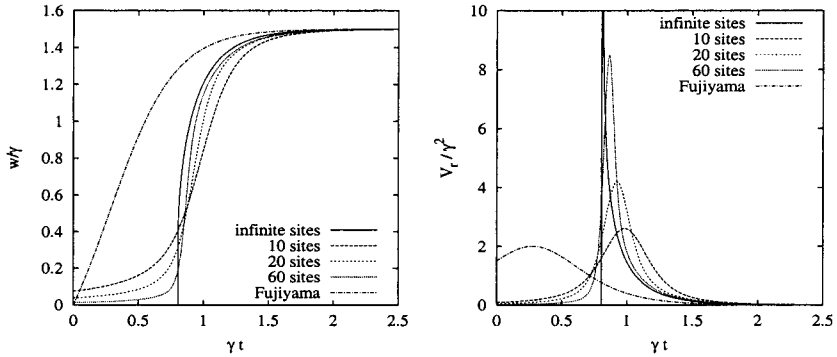 1.6
1.4
1.2
1
0.8
0.6
0.4
0.2
0
w/γ
infinite sites
10 sites
20 sites
60 sites
Fujiyama
0 0.5 1 1.5 2 2.5
γ t
10
8
6
4
2
0
V_r / γ^2
infinite sites
10 sites
20 sites
60 sites
Fujiyama
0 0.5 1 1.5 2 2.5
γ t